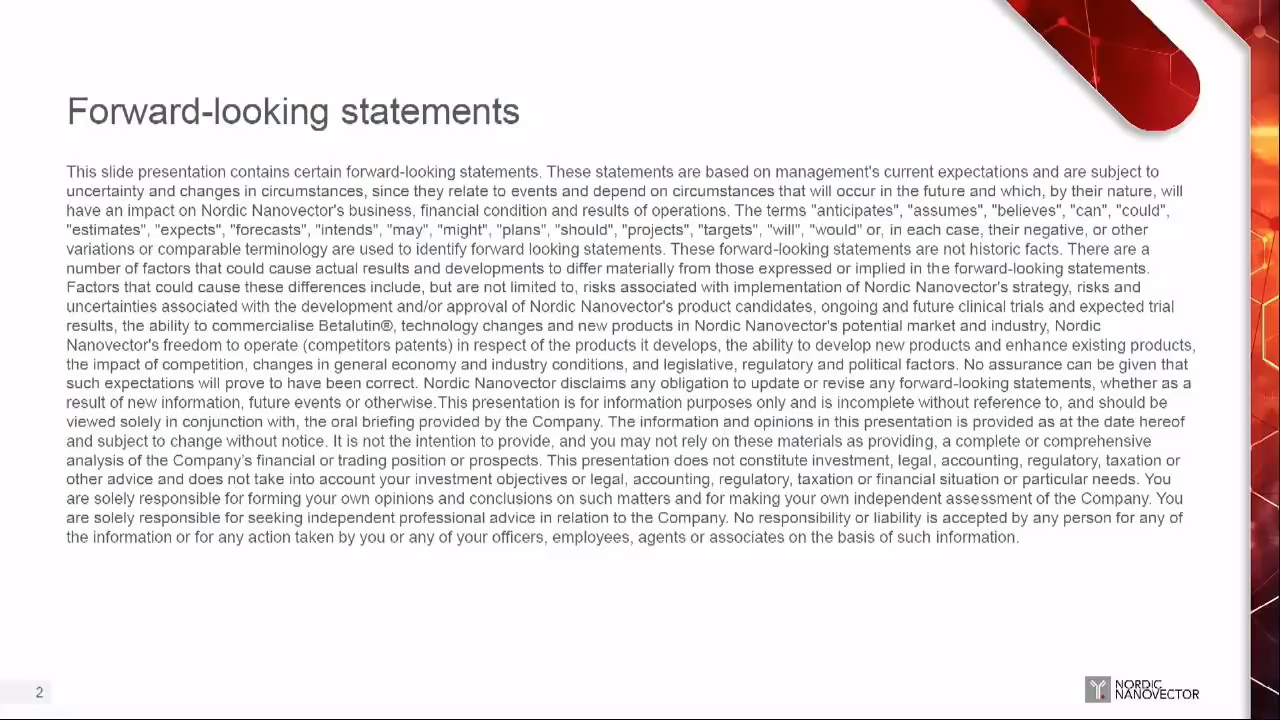 Forward-looking statements
This slide presentation contains certain forward-looking statements. These statements are based on management's current expectations and are subject to
uncertainty and changes in circumstances, since they relate to events and depend on circumstances that will occur in the future and which, by their nature, will
have an impact on Nordic Nanovector's business, financial condition and results of operations. The terms "anticipates", "assumes", "believes", "can", "could",
"estimates", "expects", "forecasts", "intends", "may", "might", "plans", "should", "projects", "targets", "will", "would" or, in each case, their negative, or other
variations or comparable terminology are used to identify forward looking statements. These forward-looking statements are not historic facts. There are a
number of factors that could cause actual results and developments to differ materially from those expressed or implied in the forward-looking statements.
Factors that could cause these differences include, but are not limited to, risks associated with implementation of Nordic Nanovector's strategy, risks and
uncertainties associated with the development and/or approval of Nordic Nanovector's product candidates, ongoing and future clinical trials and expected trial
results, the ability to commercialise Betalutin®, technology changes and new products in Nordic Nanovector's potential market and industry, Nordic
Nanovector's freedom to operate (competitors patents) in respect of the products it develops, the ability to develop new products and enhance existing products,
the impact of competition, changes in general economy and industry conditions, and legislative, regulatory and political factors. No assurance can be given that
such expectations will prove to have been correct. Nordic Nanovector disclaims any obligation to update or revise any forward-looking statements, whether as a
result of new information, future events or otherwise.This presentation is for information purposes only and is incomplete without reference to, and should be
viewed solely in conjunction with, the oral briefing provided by the Company. The information and opinions in this presentation is provided as at the date hereof
and subject to change without notice. It is not the intention to provide, and you may not rely on these materials as providing, a complete or comprehensive
analysis of the Company's financial or trading position or prospects. This presentation does not constitute investment, legal, accounting, regulatory, taxation or
other advice and does not take into account your investment objectives or legal, accounting, regulatory, taxation or financial situation or particular needs. You
are solely responsible for forming your own opinions and conclusions on such matters and for making your own independent assessment of the Company. You
are solely responsible for seeking independent professional advice in relation to the Company. No responsibility or liability is accepted by any person for any of
the information or for any action taken by you or any of your officers, employees, agents or associates on the basis of such information.
2
NORDIC
NANOVECTOR